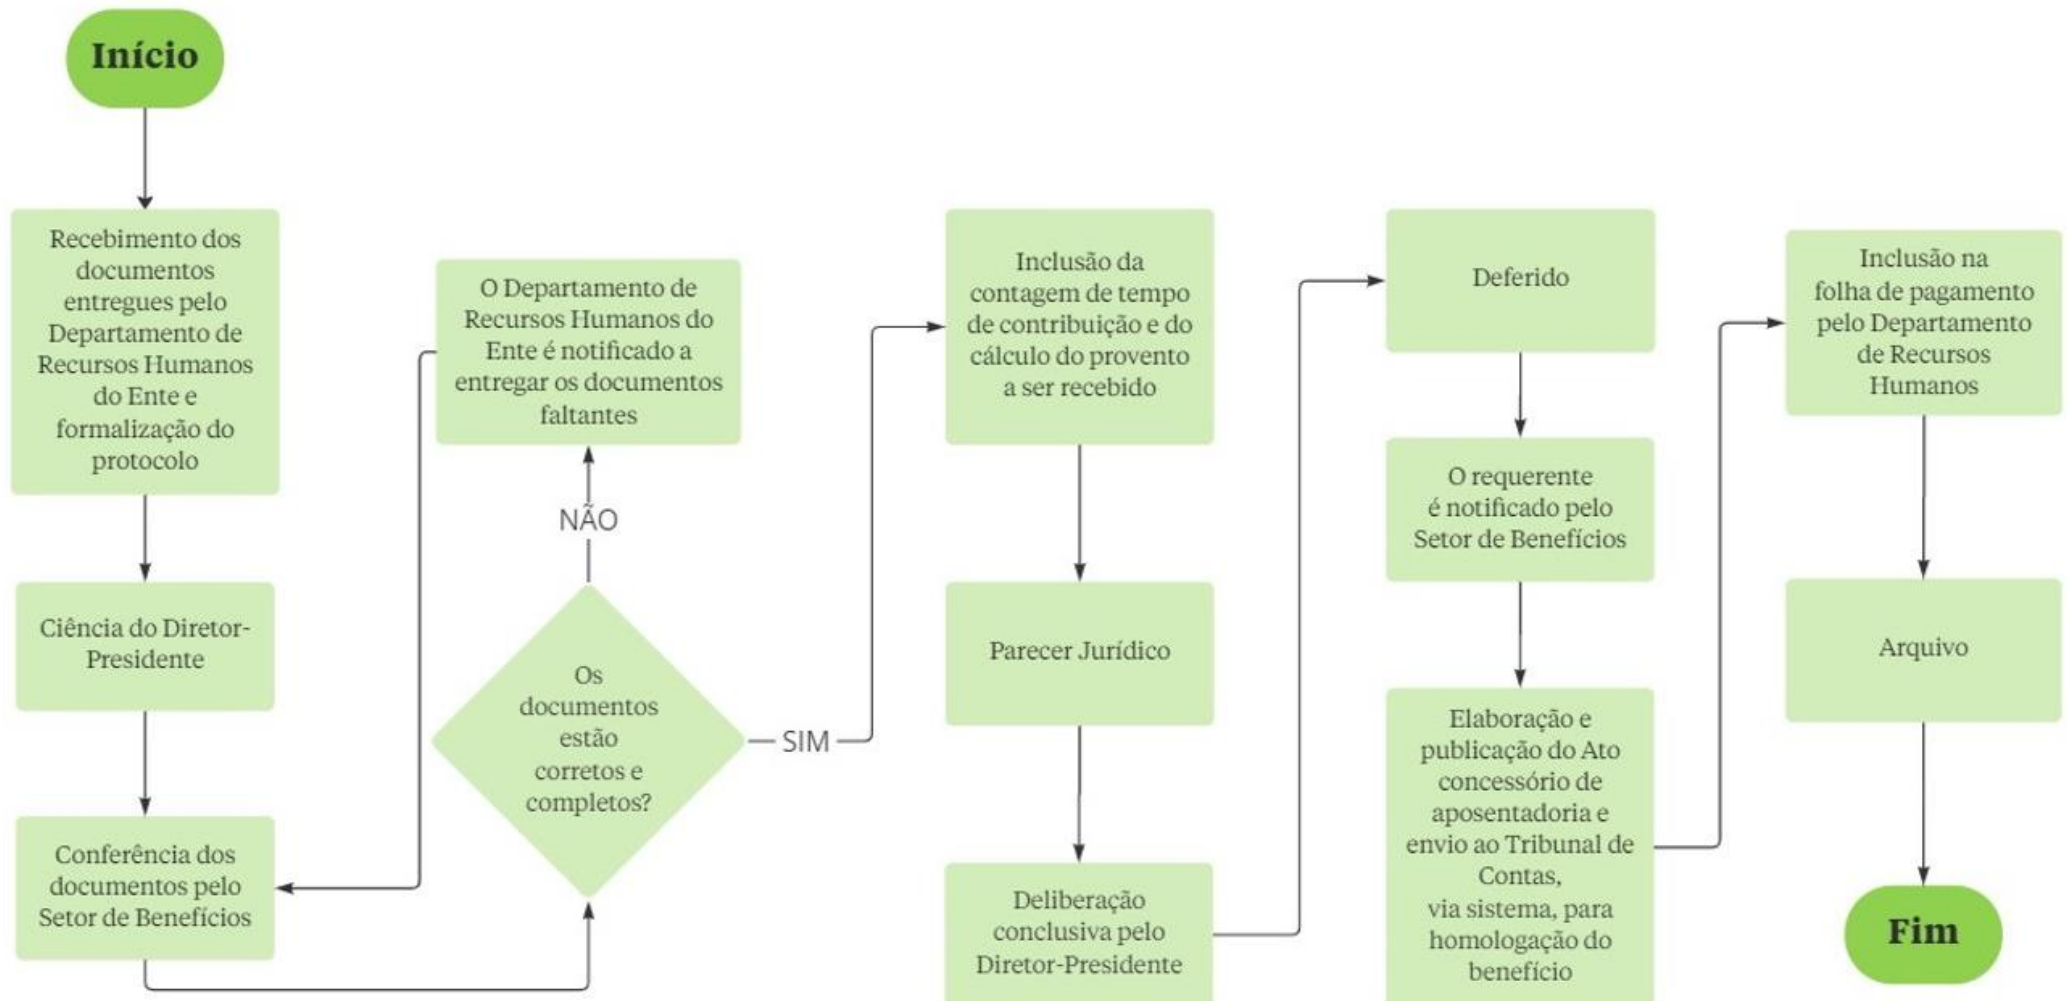 Início
Recebimento dos
documentos
entregues pelo
Departamento de
Recursos Humanos
do Ente e
formalização do
protocolo
Ciência do Diretor-
Presidente
Conferência dos
documentos pelo
Setor de Benefícios
O Departamento de
Recursos Humanos do
Ente é notificado a
entregar os documentos
faltantes
NÃO
Os
documentos
estão
corretos e
completos?
SIM
Inclusão da
contagem de tempo
de contribuição e do
cálculo do provento
a ser recebido
Parecer Jurídico
Deliberação
conclusiva pelo
Diretor-Presidente
Deferido
O requerente
é notificado pelo
Setor de Benefícios
Elaboração e
publicação do Ato
concessório de
aposentadoria e
envio ao Tribunal de
Contas,
via sistema, para
homologação do
benefício
Inclusão na
folha de pagamento
pelo Departamento
de Recursos
Humanos
Arquivo
Fim